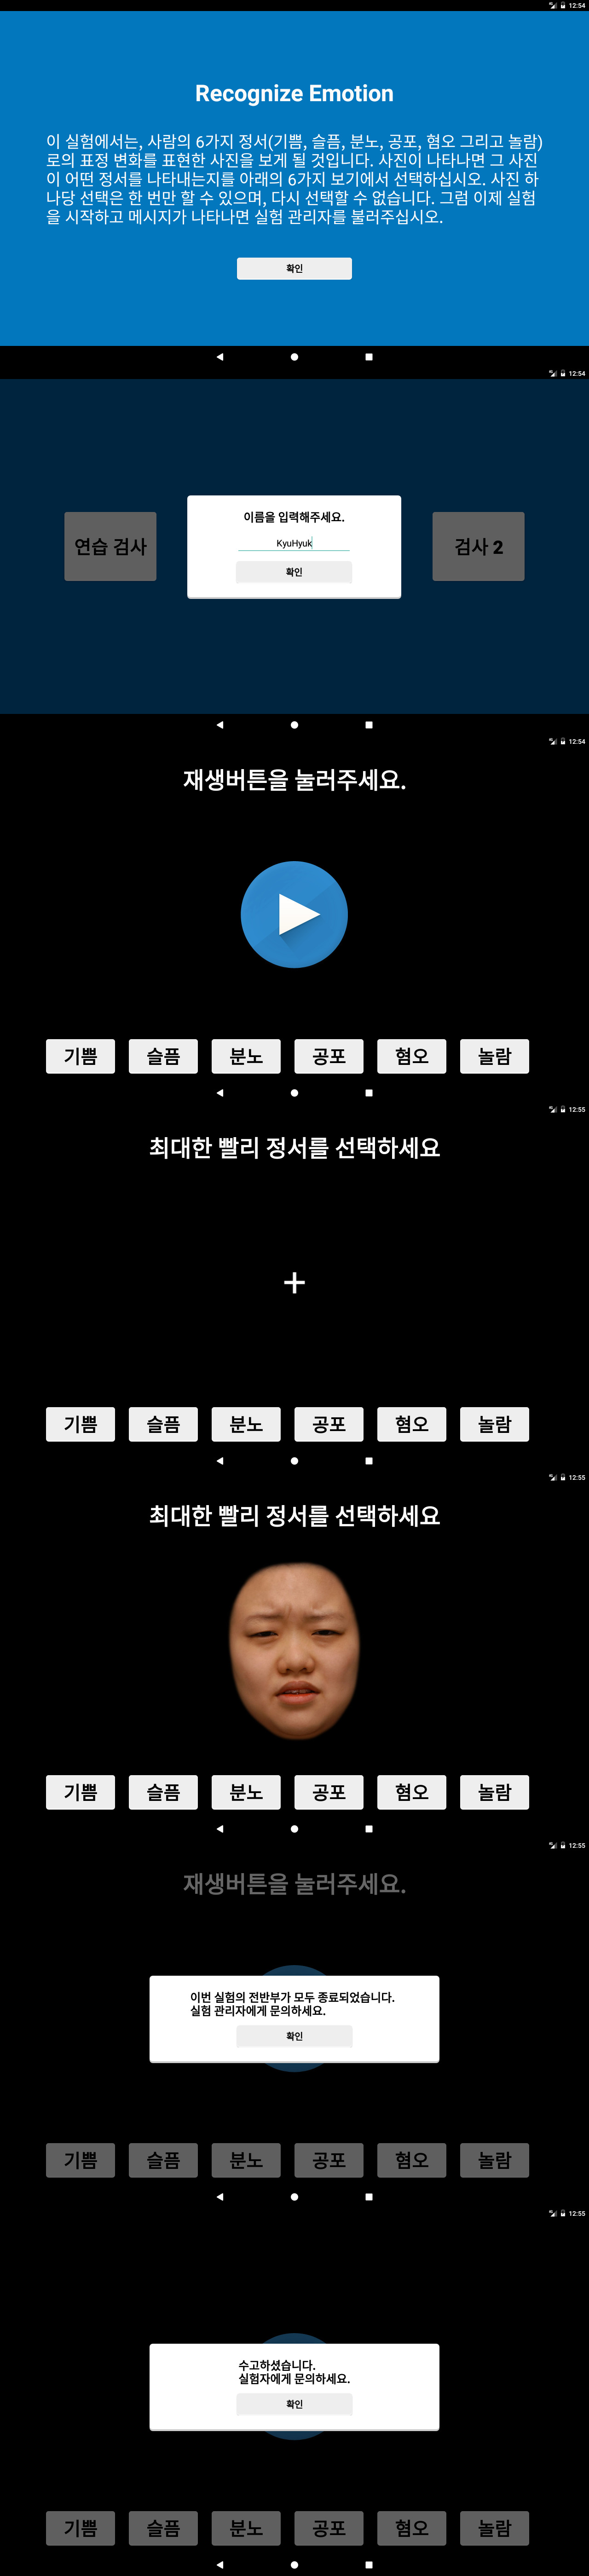 12:54
Recognize Emotion
이 실험에서는, 사람의 6가지 정서(기쁨, 슬픔, 분노, 공포, 혐오 그리고 놀람)
로의 표정 변화를 표현한 사진을 보게 될 것입니다. 사진이 나타나면 그 사진
이 어떤 정서를 나타내는지를 아래의 6가지 보기에서 선택하십시오. 사진 하
나당 선택은 한 번만 할 수 있으며, 다시 선택할 수 없습니다. 그럼 이제 실험
을 시작하고 메시지가 나타나면 실험 관리자를 불러주십시오.
확인
12:54
이름을 입력해주세요.
연습 검사
KyuHyuk
검사 2
확인
12:54
재생버튼을 눌러주세요.
기쁨 슬픔 분노 공포 혐오 놀람
12:55
최대한 빨리 정서를 선택하세요
+
기쁨 슬픔 분노 공포 혐오 놀람
12:55
최대한 빨리 정서를 선택하세요
기쁨 슬픔 분노 공포 혐오 놀람
12:55
재생버튼을 눌러주세요.
이번 실험의 전반부가 모두 종료되었습니다.
실험 관리자에게 문의하세요.
확인
기쁨 슬픔 분노 공포 혐오 놀람
12:55
수고하셨습니다.
실험자에게 문의하세요.
확인
기쁨 슬픔 분노 공포 혐오 놀람